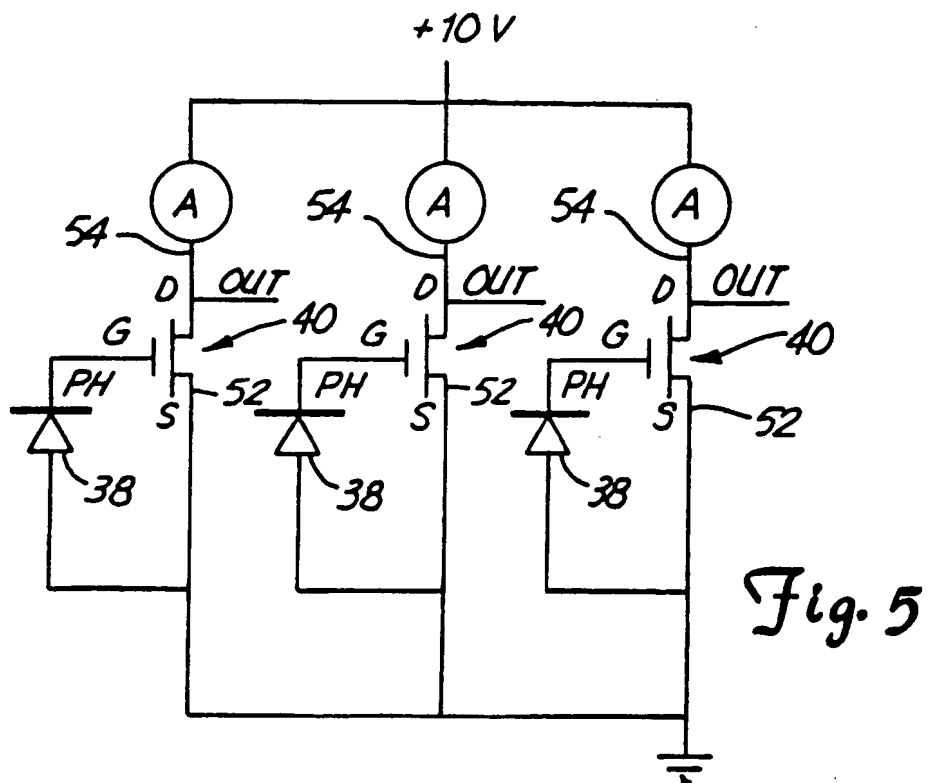 +10 V
A A A
54 54 54
D OUT D OUT D OUT
G 40 G 40 G 40
PH 52 PH 52 PH
S S S 52
38 38 38
Fig. 5